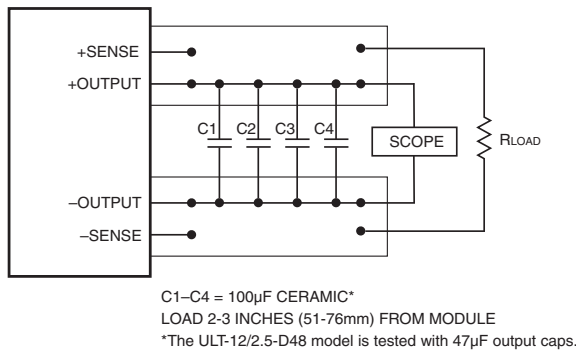 +SENSE
+OUTPUT
C1 C2 C3 C4
SCOPE
RLOAD
–OUTPUT
–SENSE
C1–C4 = 100µF CERAMIC*
LOAD 2-3 INCHES (51-76mm) FROM MODULE
*The ULT-12/2.5-D48 model is tested with 47µF output caps.